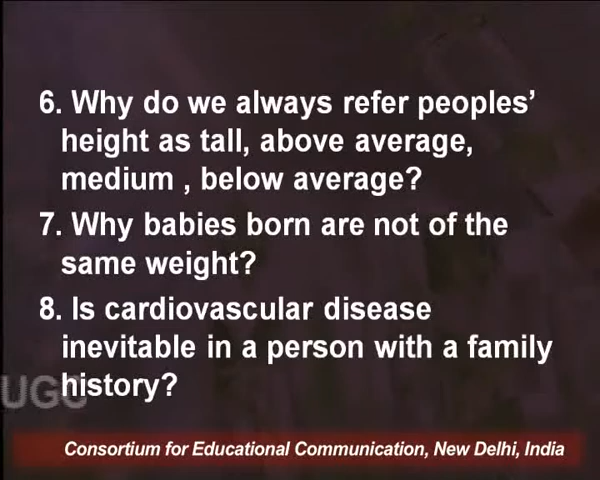 6. Why do we always refer peoples'
height as tall, above average,
medium , below average?
7. Why babies born are not of the
same weight?
8. Is cardiovascular disease
inevitable in a person with a family
history?
UGC
Consortium for Educational Communication, New Delhi, India